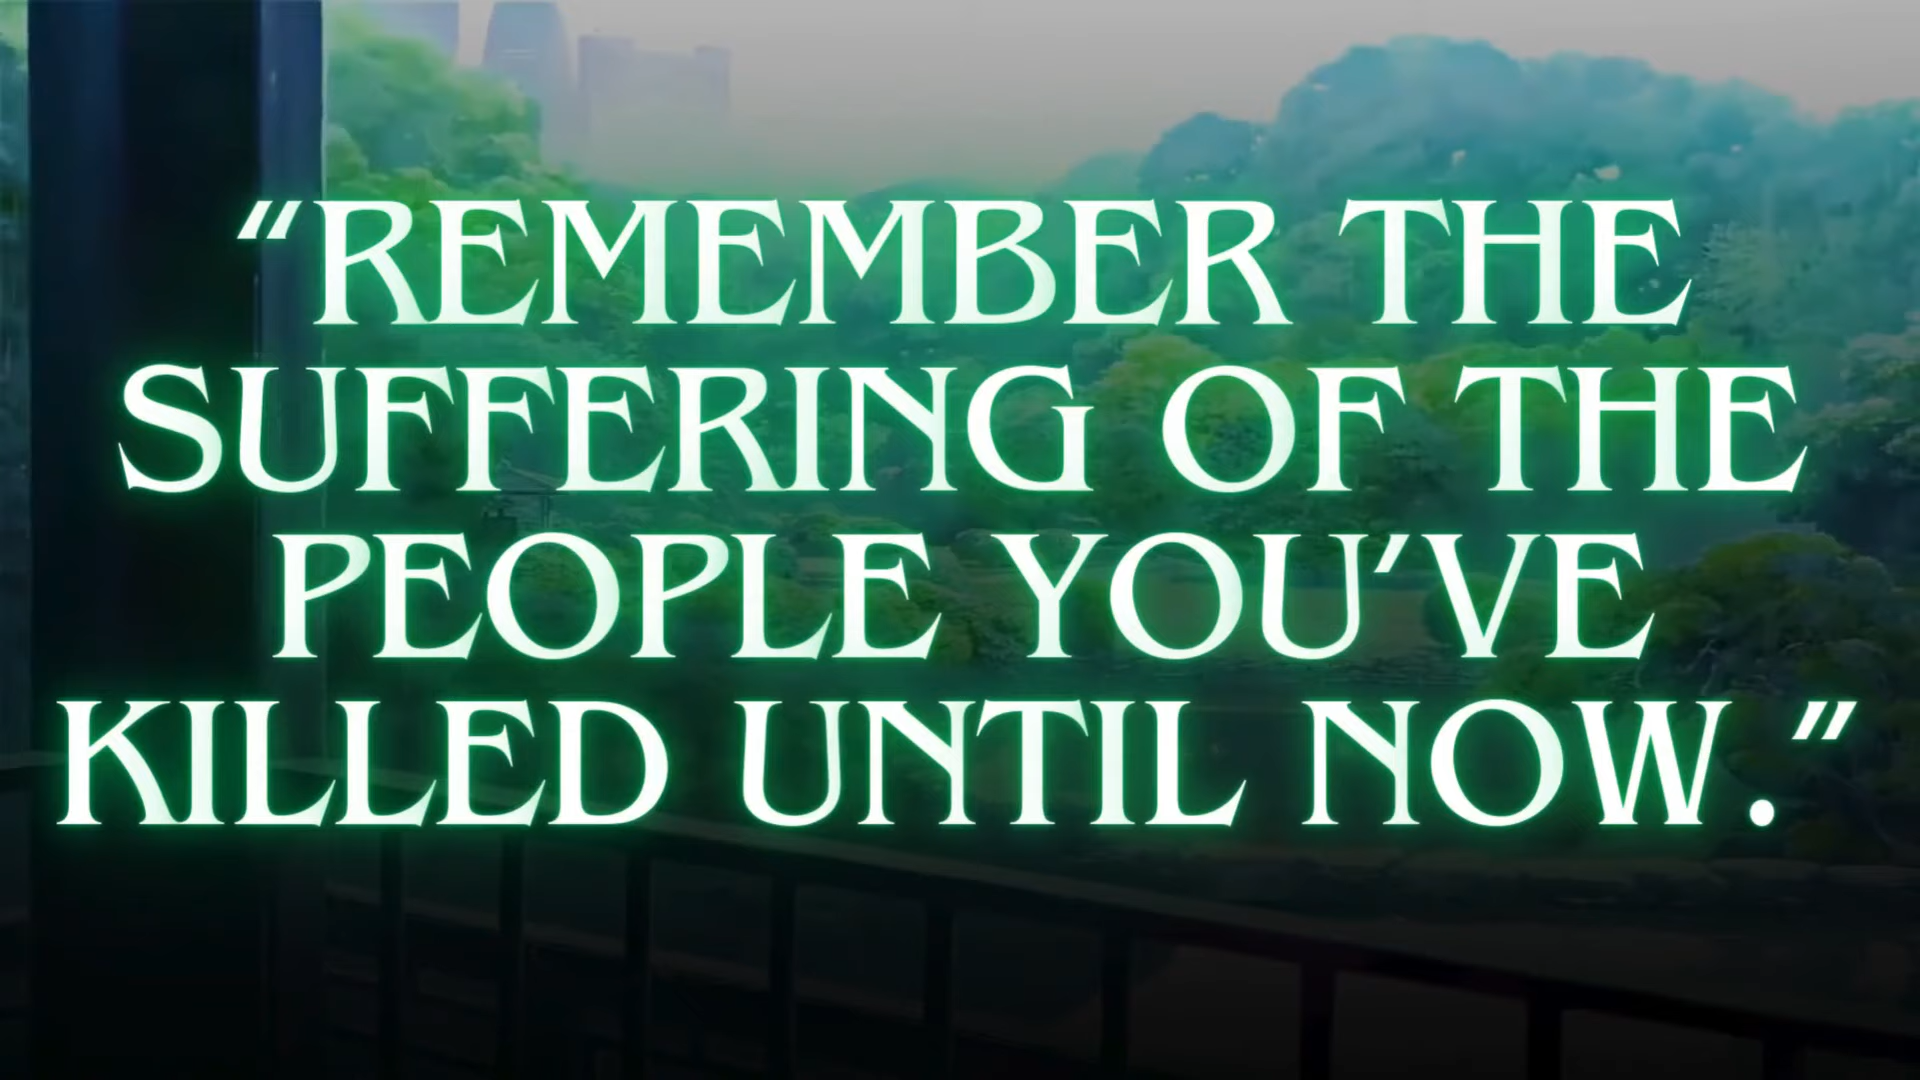 “REMEMBER THE
SUFFERING OF THE
PEOPLE YOU’VE
KILLED UNTIL NOW.”